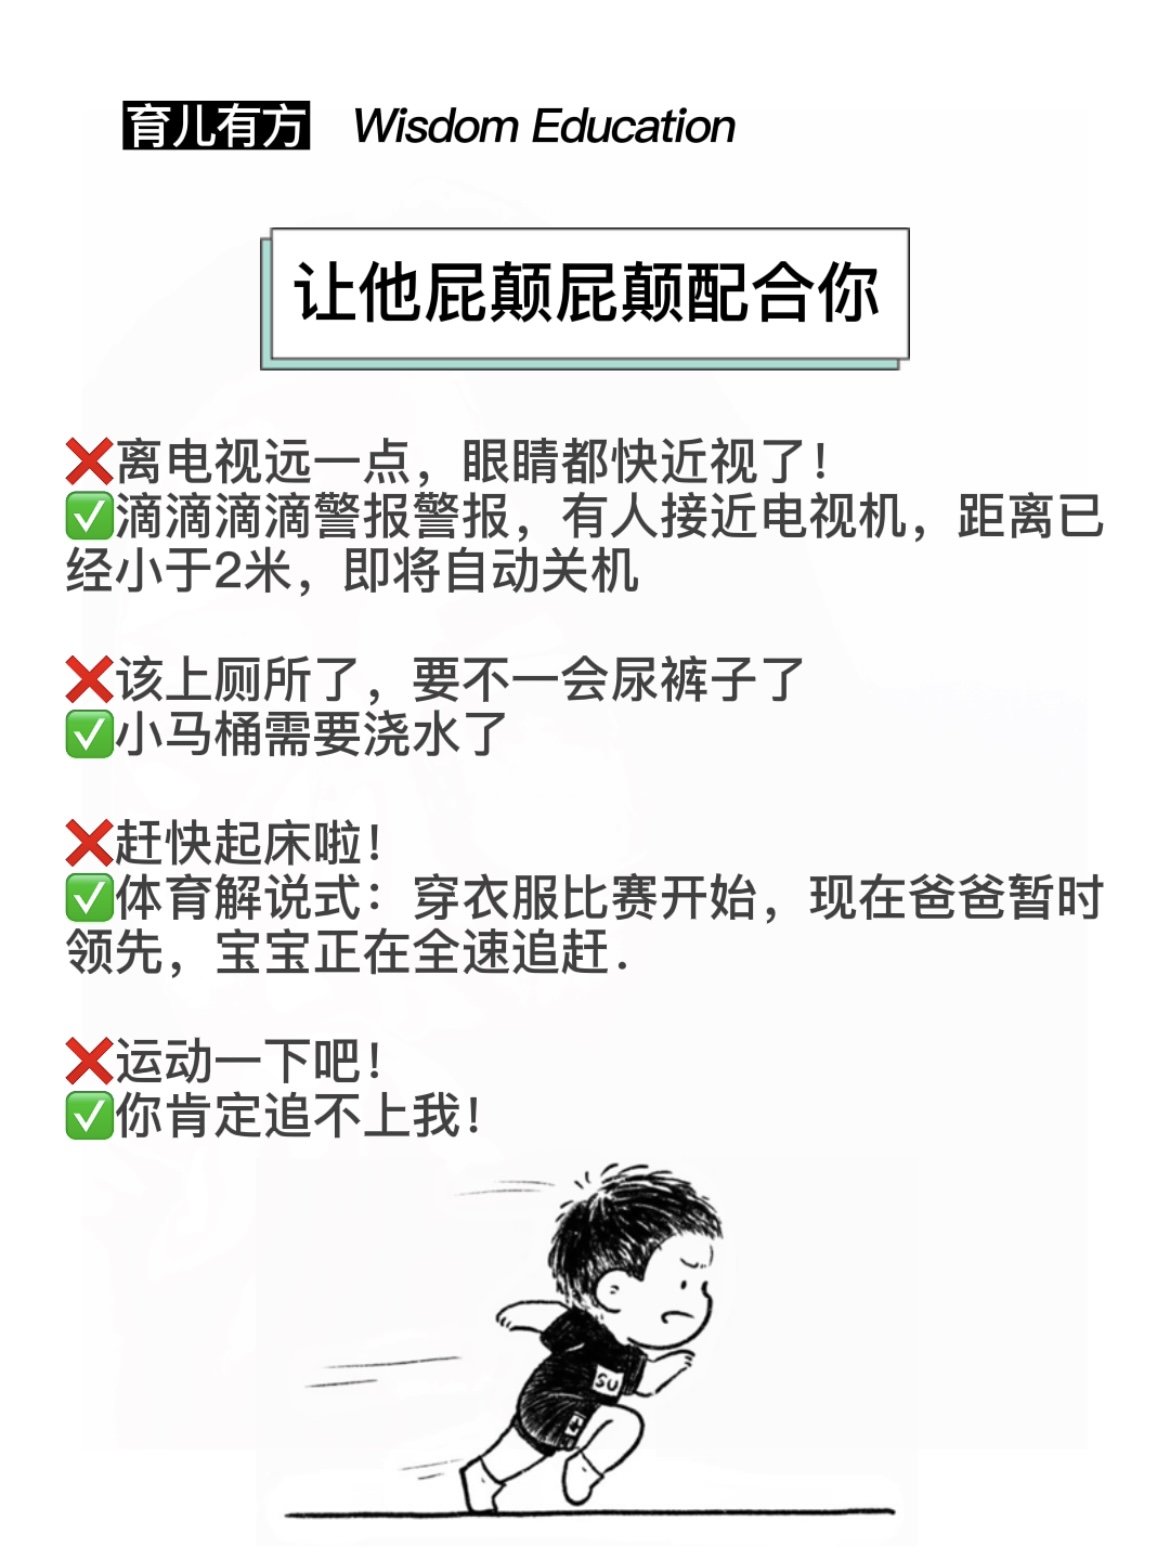 育儿有方 Wisdom Education
让他屁颠屁颠配合你
❌离电视远一点，眼睛都快近视了！
✅滴滴滴滴警报警报，有人接近电视机，距离已
经小于2米，即将自动关机
❌该上厕所了，要不一会尿裤子了
✅小马桶需要浇水了
❌赶快起床啦！
✅体育解说式：穿衣服比赛开始，现在爸爸暂时
领先，宝宝正在全速追赶.
❌运动一下吧！
✅你肯定追不上我！
SU